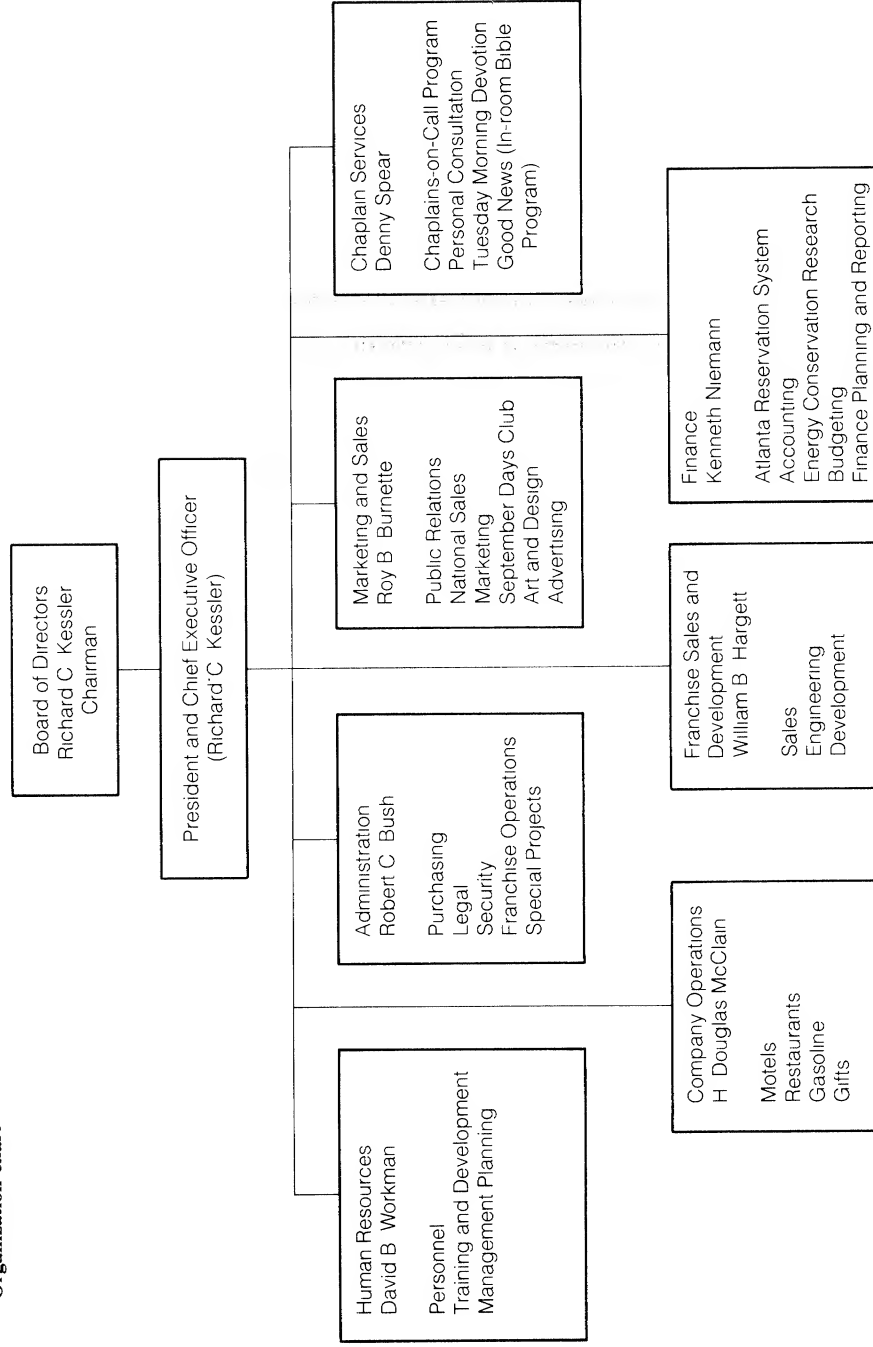 Organization chart
Board of Directors
Richard C Kessler
Chairman
President and Chief Executive Officer
(Richard C Kessler)
Human Resources
David B Workman
Personnel
Training and Development
Management Planning
Administration
Robert C Bush
Purchasing
Legal
Security
Franchise Operations
Special Projects
Marketing and Sales
Roy B Burnette
Public Relations
National Sales
Marketing
September Days Club
Art and Design
Advertising
Chaplain Services
Denny Spear
Chaplains-on-Call Program
Personal Consultation
Tuesday Morning Devotion
Good News (In-room Bible
Program)
Company Operations
H Douglas McClain
Motels
Restaurants
Gasoline
Gifts
Franchise Sales and
Development
William B Hargett
Sales
Engineering
Development
Finance
Kenneth Niemann
Atlanta Reservation System
Accounting
Energy Conservation Research
Budgeting
Finance Planning and Reporting